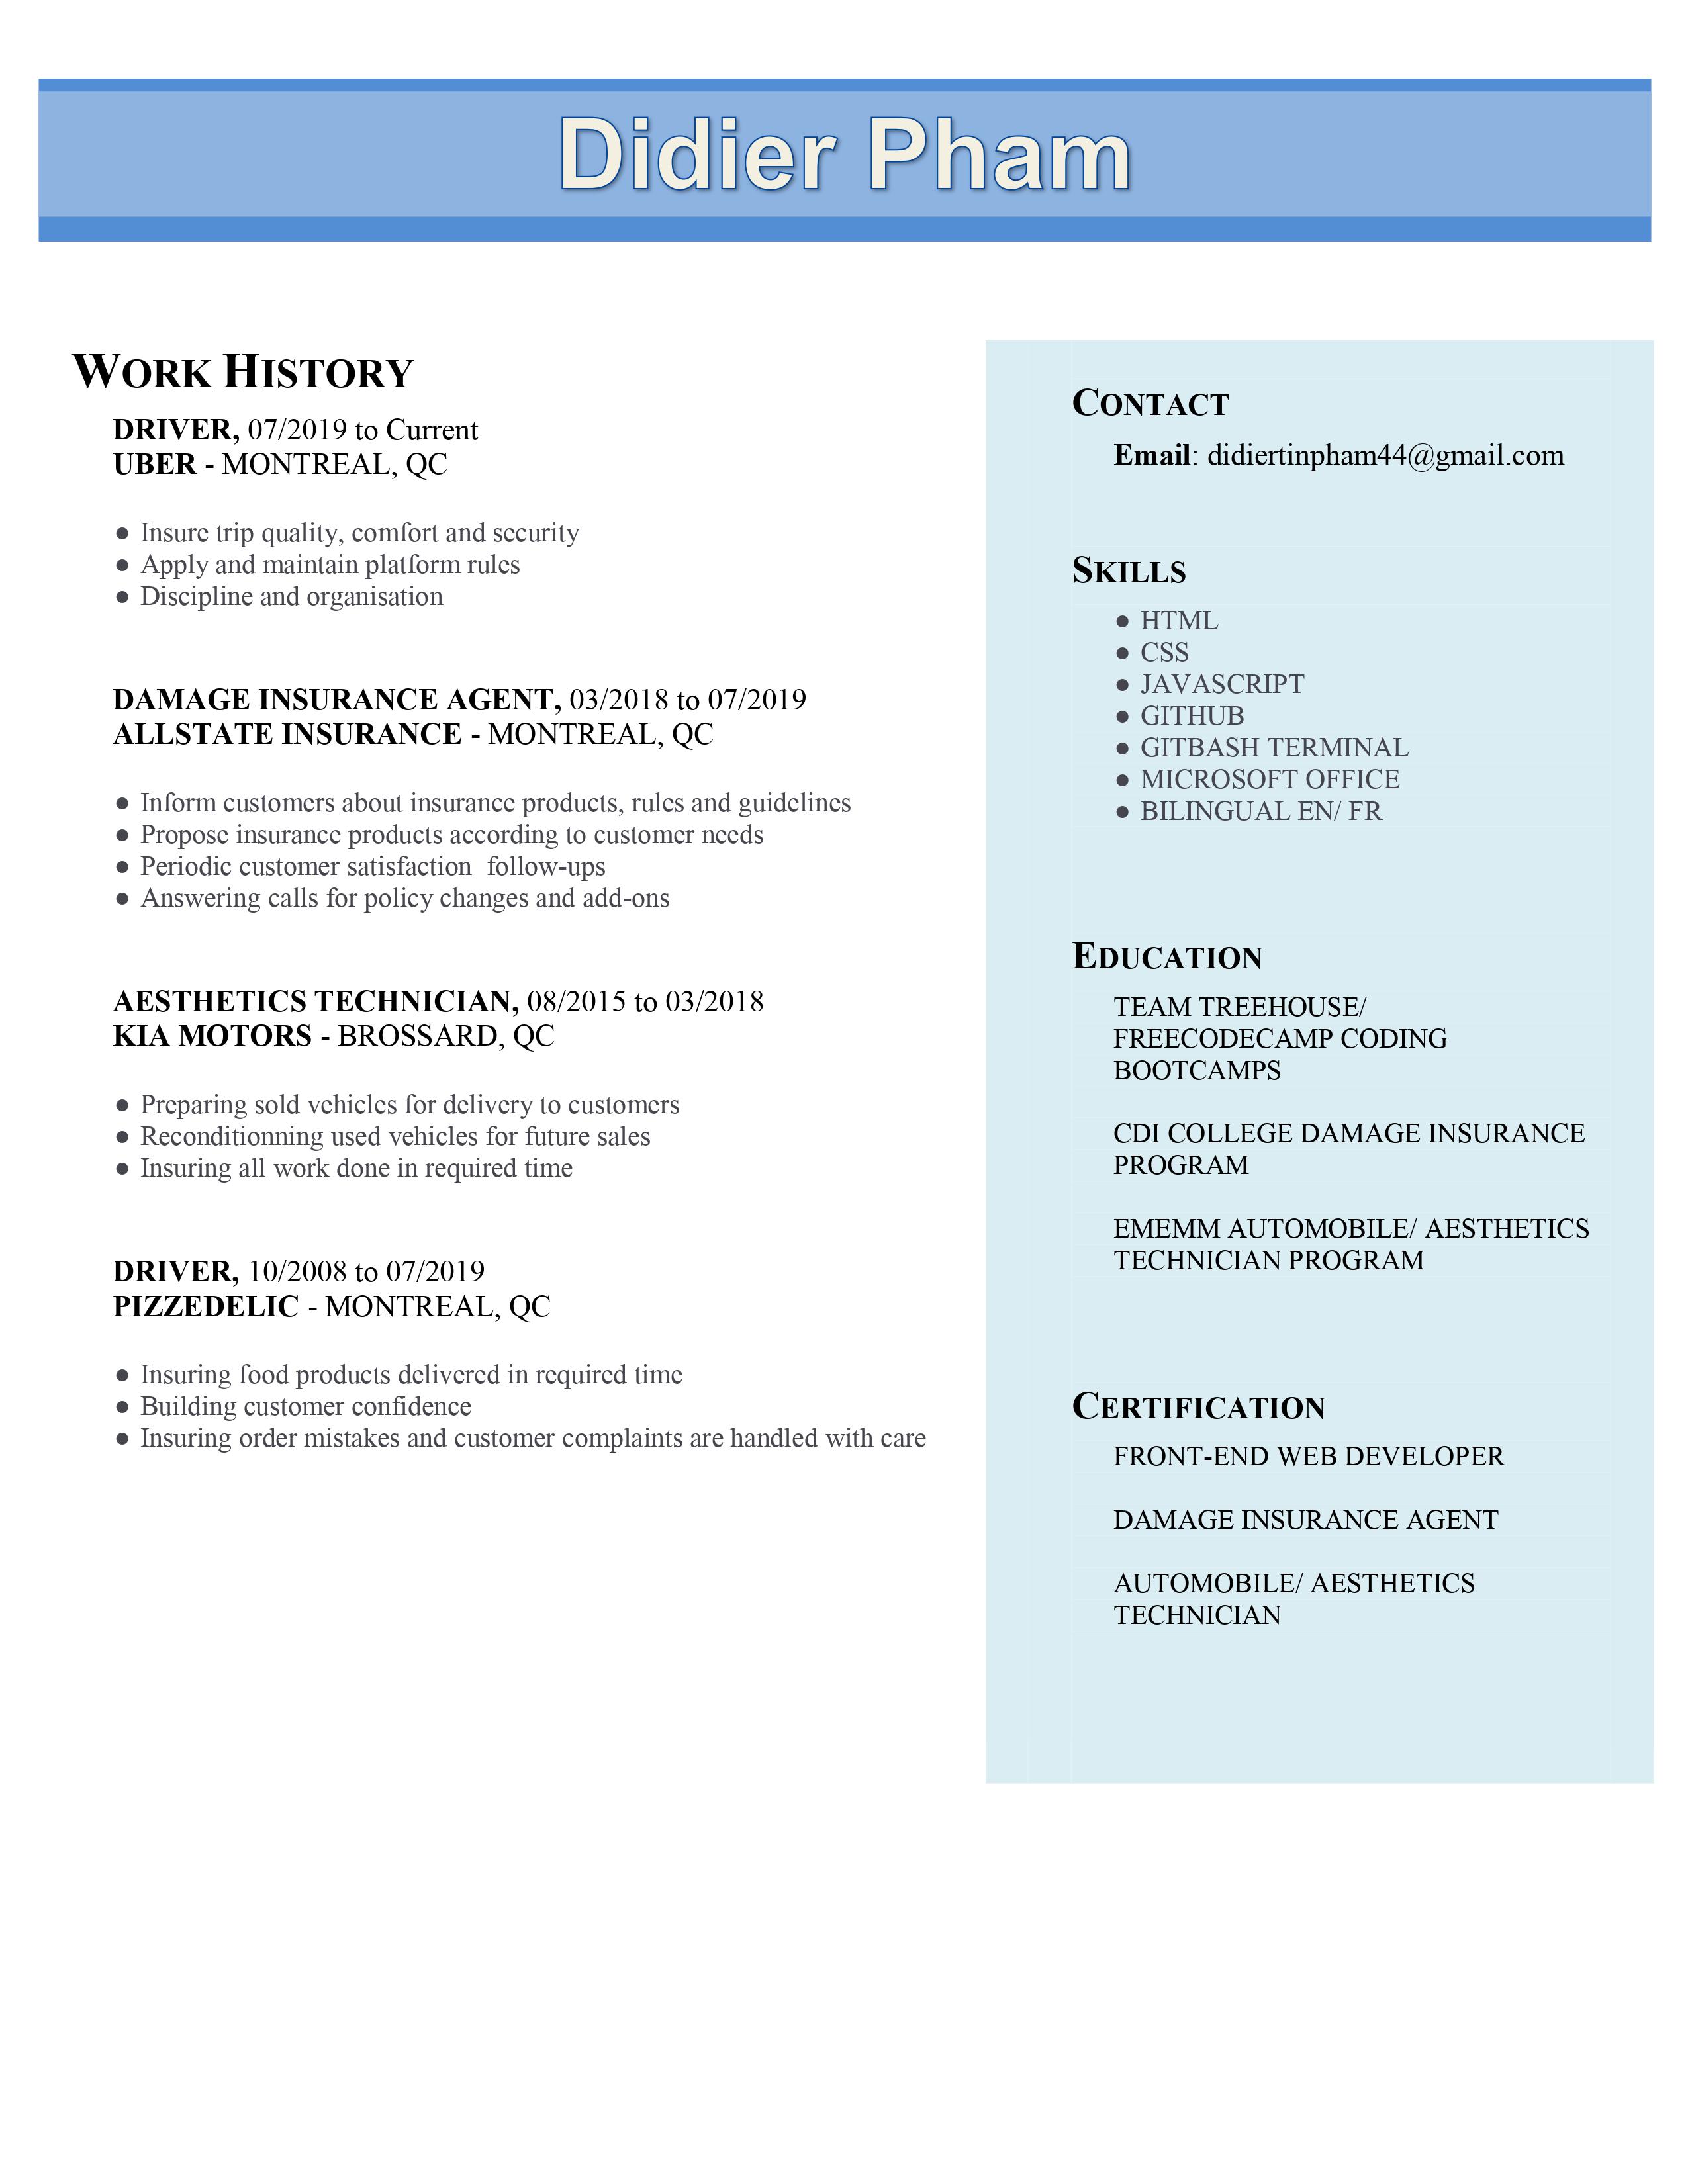 Didier Pham
WORK HISTORY
DRIVER, 07/2019 to Current
UBER - MONTREAL, QC
● Insure trip quality, comfort and security
● Apply and maintain platform rules
● Discipline and organisation
DAMAGE INSURANCE AGENT, 03/2018 to 07/2019
ALLSTATE INSURANCE - MONTREAL, QC
● Inform customers about insurance products, rules and guidelines
● Propose insurance products according to customer needs
● Periodic customer satisfaction  follow-ups
● Answering calls for policy changes and add-ons
AESTHETICS TECHNICIAN, 08/2015 to 03/2018
KIA MOTORS - BROSSARD, QC
● Preparing sold vehicles for delivery to customers
● Reconditionning used vehicles for future sales
● Insuring all work done in required time
DRIVER, 10/2008 to 07/2019
PIZZEDELIC - MONTREAL, QC
● Insuring food products delivered in required time
● Building customer confidence
● Insuring order mistakes and customer complaints are handled with care
CONTACT
Email: didiertinpham44@gmail.com
SKILLS
● HTML
● CSS
● JAVASCRIPT
● GITHUB
● GITBASH TERMINAL
● MICROSOFT OFFICE
● BILINGUAL EN/ FR
EDUCATION
TEAM TREEHOUSE/
FREECODECAMP CODING
BOOTCAMPS
CDI COLLEGE DAMAGE INSURANCE
PROGRAM
EMEMM AUTOMOBILE/ AESTHETICS
TECHNICIAN PROGRAM
CERTIFICATION
FRONT-END WEB DEVELOPER
DAMAGE INSURANCE AGENT
AUTOMOBILE/ AESTHETICS
TECHNICIAN